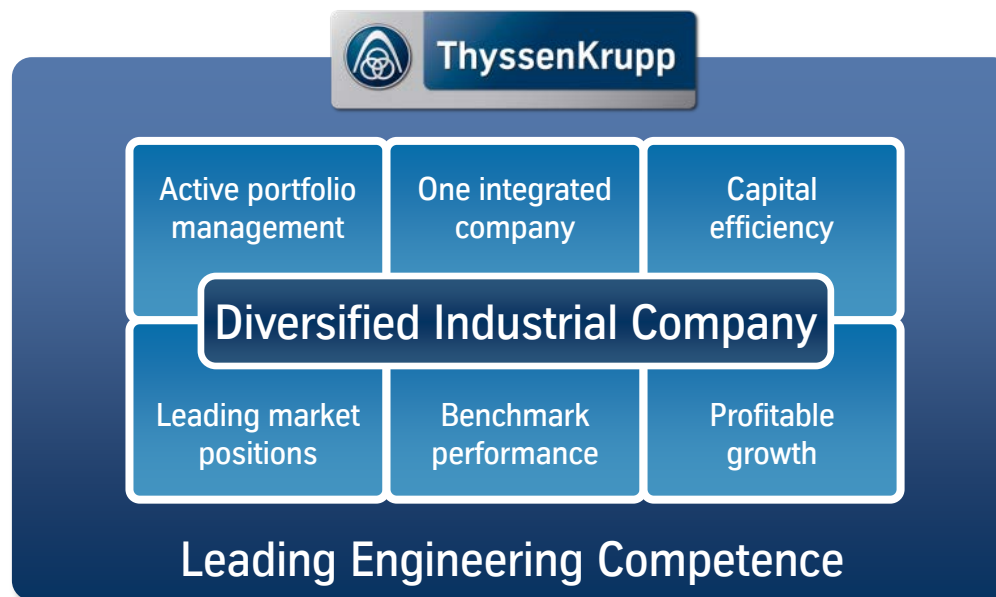 ThyssenKrupp
Active portfolio
management
One integrated
company
Capital
efficiency
Diversified Industrial Company
Leading market
positions
Benchmark
performance
Profitable
growth
Leading Engineering Competence